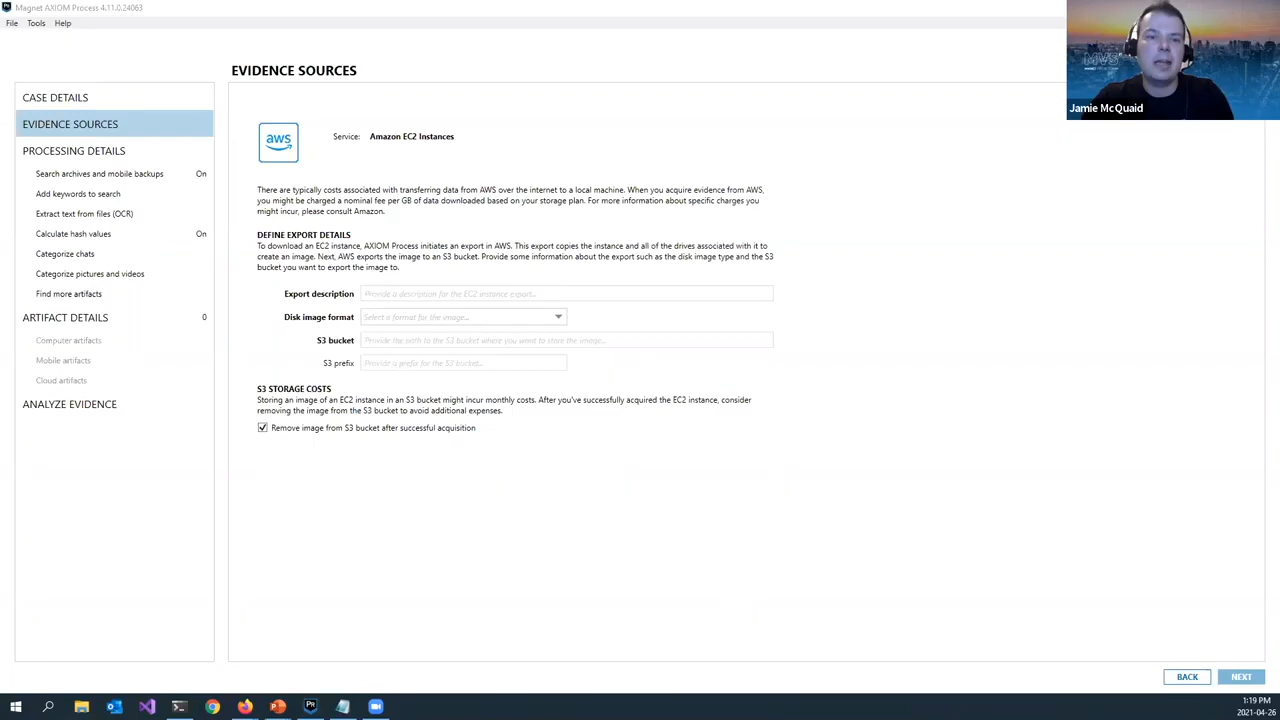 Magnet AXIOM Process 4.11.0.24063
File Tools Help
EVIDENCE SOURCES
CASE DETAILS
EVIDENCE SOURCES
PROCESSING DETAILS
Search archives and mobile backups On
Add keywords to search
Extract text from files (OCR)
Calculate hash values On
Categorize chats
Categorize pictures and videos
Find more artifacts
ARTIFACT DETAILS 0
Computer artifacts
Mobile artifacts
Cloud artifacts
ANALYZE EVIDENCE
aws
Service: Amazon EC2 Instances
There are typically costs associated with transferring data from AWS over the internet to a local machine. When you acquire evidence from AWS,
you might be charged a nominal fee per GB of data downloaded based on your storage plan. For more information about specific charges you
might incur, please consult Amazon.
DEFINE EXPORT DETAILS
To download an EC2 instance, AXIOM Process initiates an export in AWS. This export copies the instance and all of the drives associated with it to
create an image. Next, AWS exports the image to an S3 bucket. Provide some information about the export such as the disk image type and the S3
bucket you want to export the image to.
Export description Provide a description for the EC2 instance export...
Disk image format Select a format for the image...
S3 bucket Provide the path to the S3 bucket where you want to store the image...
S3 prefix Provide a prefix for the S3 bucket...
S3 STORAGE COSTS
Storing an image of an EC2 instance in an S3 bucket might incur monthly costs. After you've successfully acquired the EC2 instance, consider
removing the image from the S3 bucket to avoid additional expenses.
Remove image from S3 bucket after successful acquisition
BACK NEXT
MVS
Jamie McQuaid
1:19 PM
2021-04-26